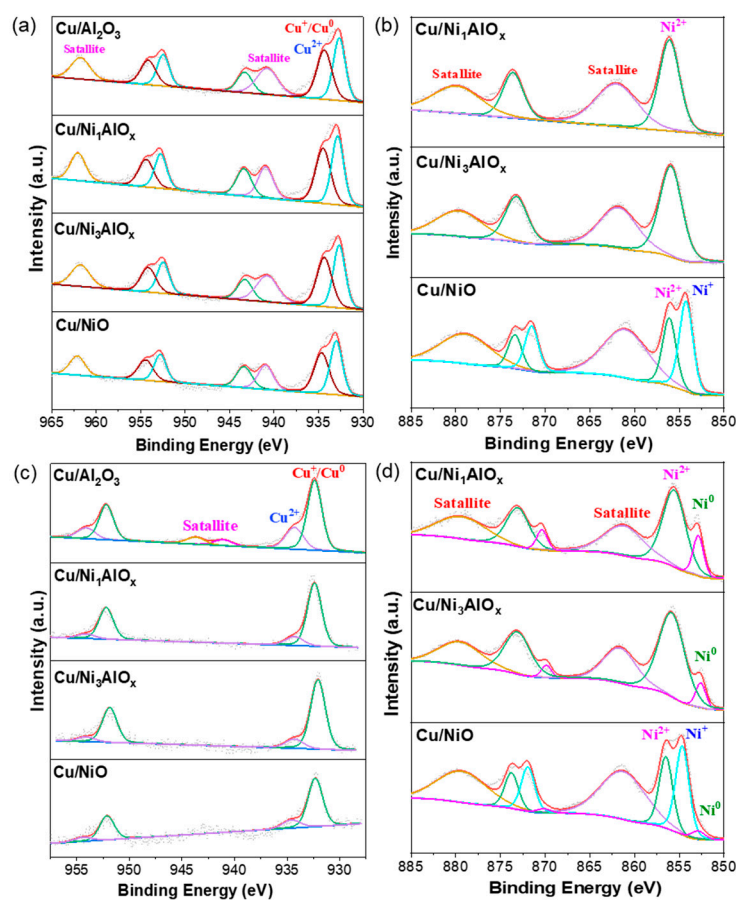 (a)
Cu/Al₂O₃
Satallite
Satallite
Cu⁺/Cu⁰
Cu²⁺
Cu/Ni₁AlOₓ
Cu/Ni₃AlOₓ
Cu/NiO
Intensity (a.u.)
965 960 955 950 945 940 935 930
Binding Energy (eV)
(b)
Cu/Ni₁AlOₓ
Satallite
Satallite
Ni²⁺
Cu/Ni₃AlOₓ
Cu/NiO
Ni²⁺
Ni⁺
Intensity (a.u.)
885 880 875 870 865 860 855 850
Binding Energy (eV)
(c)
Cu/Al₂O₃
Cu⁺/Cu⁰
Cu²⁺
Satallite
Cu/Ni₁AlOₓ
Cu/Ni₃AlOₓ
Cu/NiO
Intensity (a.u.)
955 950 945 940 935 930
Binding Energy (eV)
(d)
Cu/Ni₁AlOₓ
Satallite
Satallite
Ni²⁺
Ni⁰
Cu/Ni₃AlOₓ
Ni⁰
Cu/NiO
Ni²⁺
Ni⁺
Ni⁰
Intensity (a.u.)
885 880 875 870 865 860 855 850
Binding Energy (eV)